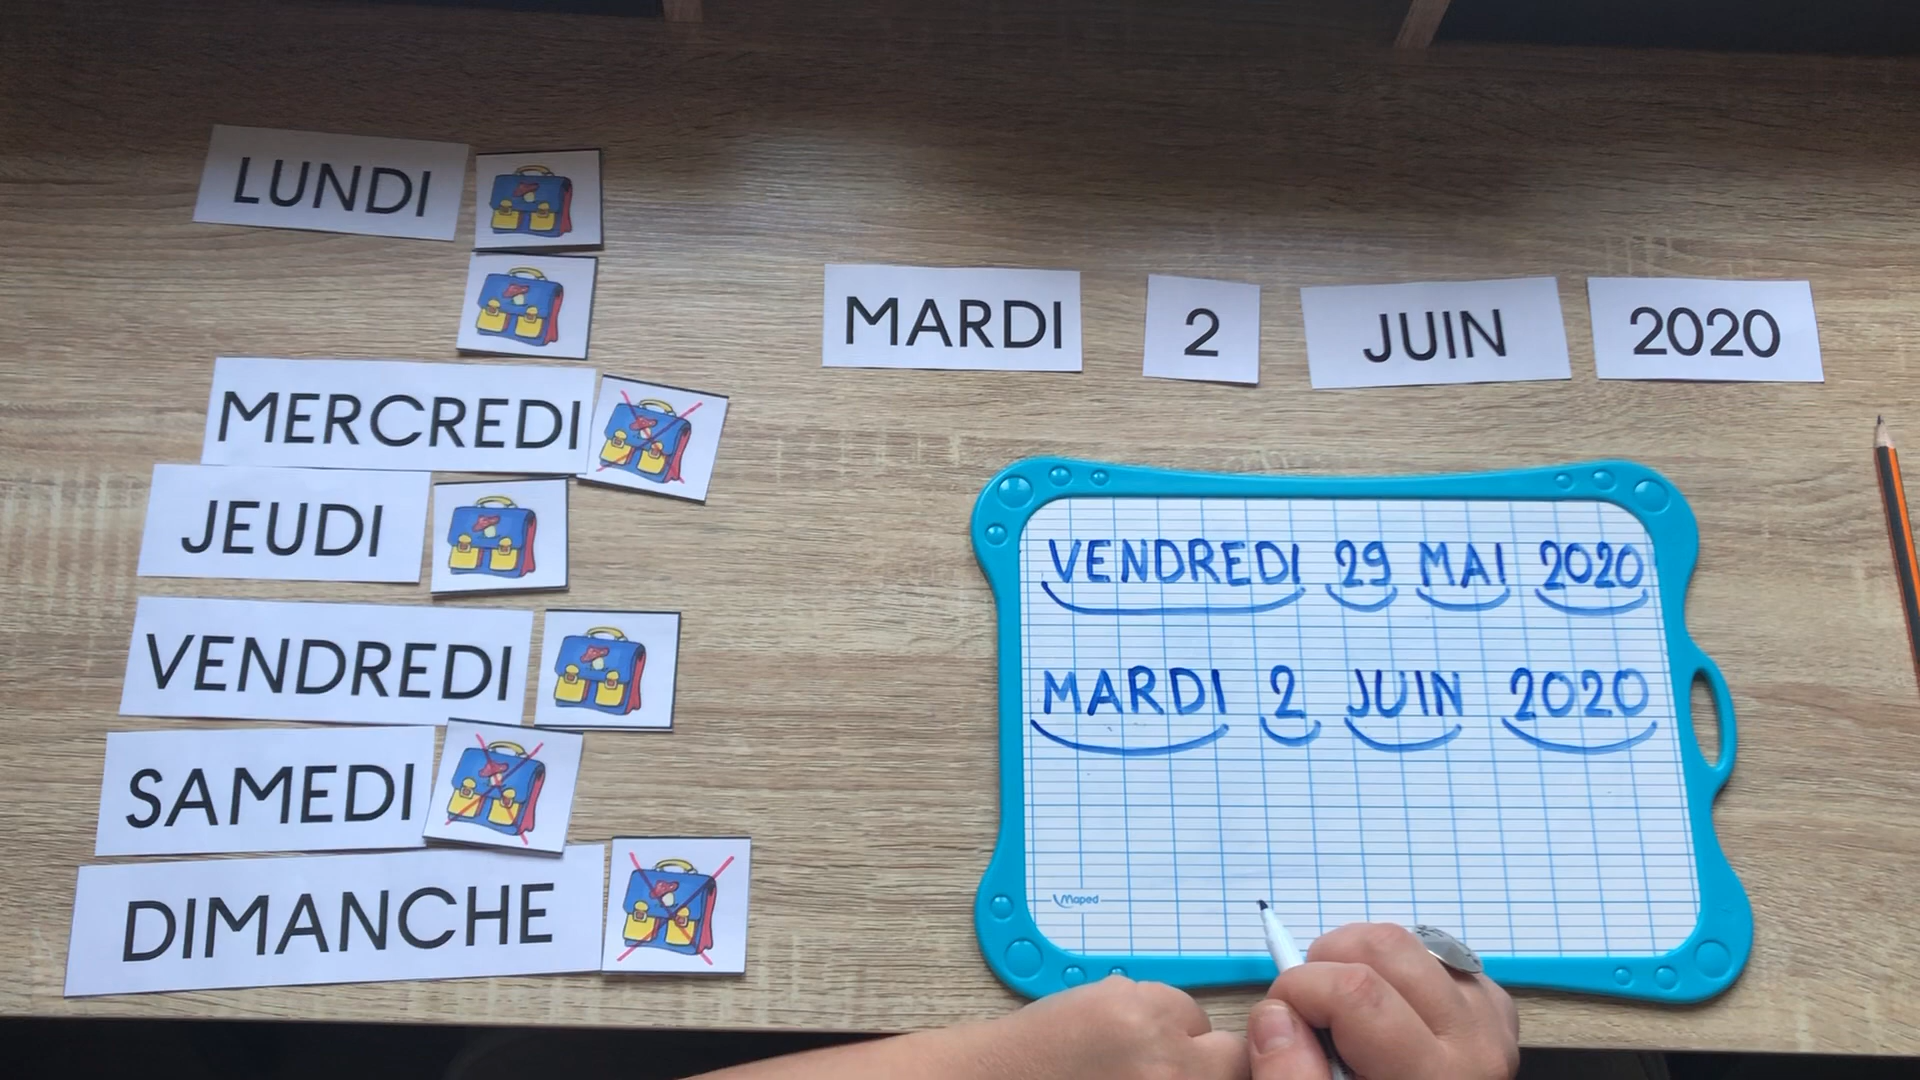 LUNDI
MERCREDI
JEUDI
VENDREDI
SAMEDI
DIMANCHE
MARDI 2 JUIN 2020
VENDREDI 29 MAI 2020
MARDI 2 JUIN 2020
Maped